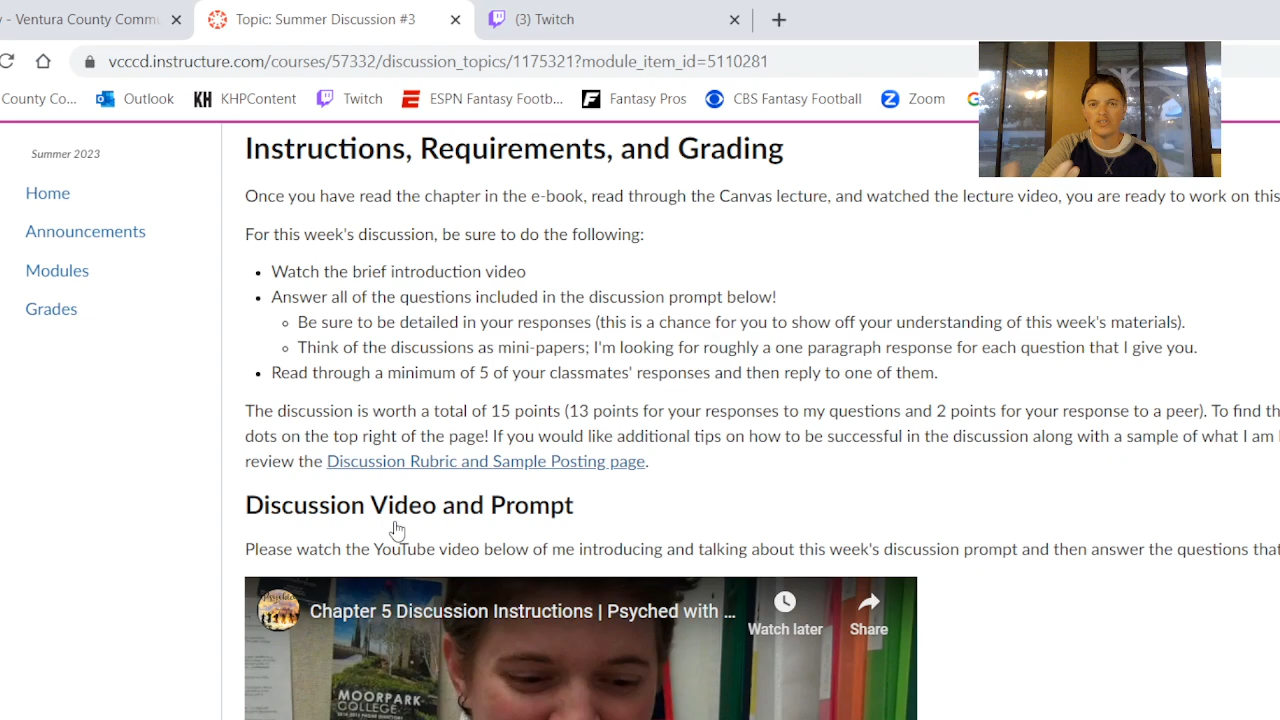 - Ventura County Commu
Topic: Summer Discussion #3
(3) Twitch
vcccd.instructure.com/courses/57332/discussion_topics/1175321?module_item_id=5110281
County Co...
Outlook
KH KHPContent
Twitch
ESPN Fantasy Footb...
Fantasy Pros
CBS Fantasy Football
Zoom
Summer 2023
Home
Announcements
Modules
Grades
Instructions, Requirements, and Grading
Once you have read the chapter in the e-book, read through the Canvas lecture, and watched the lecture video, you are ready to work on this
For this week's discussion, be sure to do the following:
• Watch the brief introduction video
• Answer all of the questions included in the discussion prompt below!
◦ Be sure to be detailed in your responses (this is a chance for you to show off your understanding of this week's materials).
◦ Think of the discussions as mini-papers; I'm looking for roughly a one paragraph response for each question that I give you.
• Read through a minimum of 5 of your classmates' responses and then reply to one of them.
The discussion is worth a total of 15 points (13 points for your responses to my questions and 2 points for your response to a peer). To find th
dots on the top right of the page! If you would like additional tips on how to be successful in the discussion along with a sample of what I am
review the Discussion Rubric and Sample Posting page.
Discussion Video and Prompt
Please watch the YouTube video below of me introducing and talking about this week's discussion prompt and then answer the questions that
Chapter 5 Discussion Instructions | Psyched with ...
Watch later
Share
MOORPARK
COLLEGE